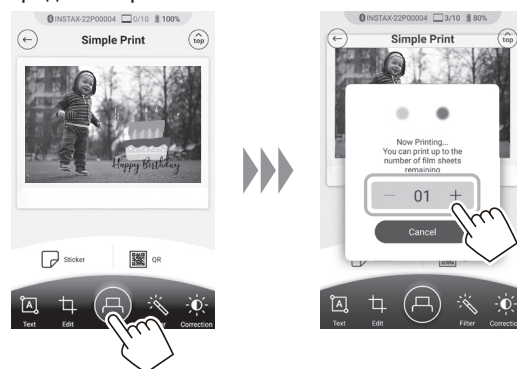 INSTAX-22P00004 0/10 100%
Simple Print
top
Happy Birthday
Sticker
QR
Text
Edit
Correction
INSTAX-22P00004 3/10 80%
Simple Print
top
Now Printing...
You can print up to the
number of film sheets
remaining
01
Cancel
Text
Edit
Filter
Correctio